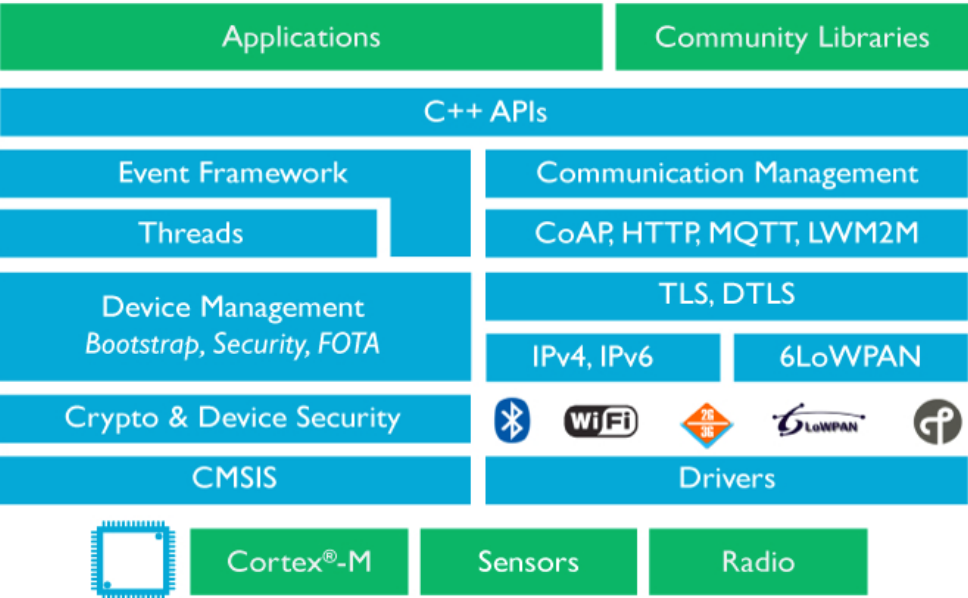 Applications
Community Libraries
C++ APIs
Event Framework
Communication Management
Threads
CoAP, HTTP, MQTT, LWM2M
Device Management
Bootstrap, Security, FOTA
TLS, DTLS
IPv4, IPv6
6LoWPAN
Crypto & Device Security
WiFi
2G
3G
6LoWPAN
CMSIS
Drivers
Cortex®-M
Sensors
Radio